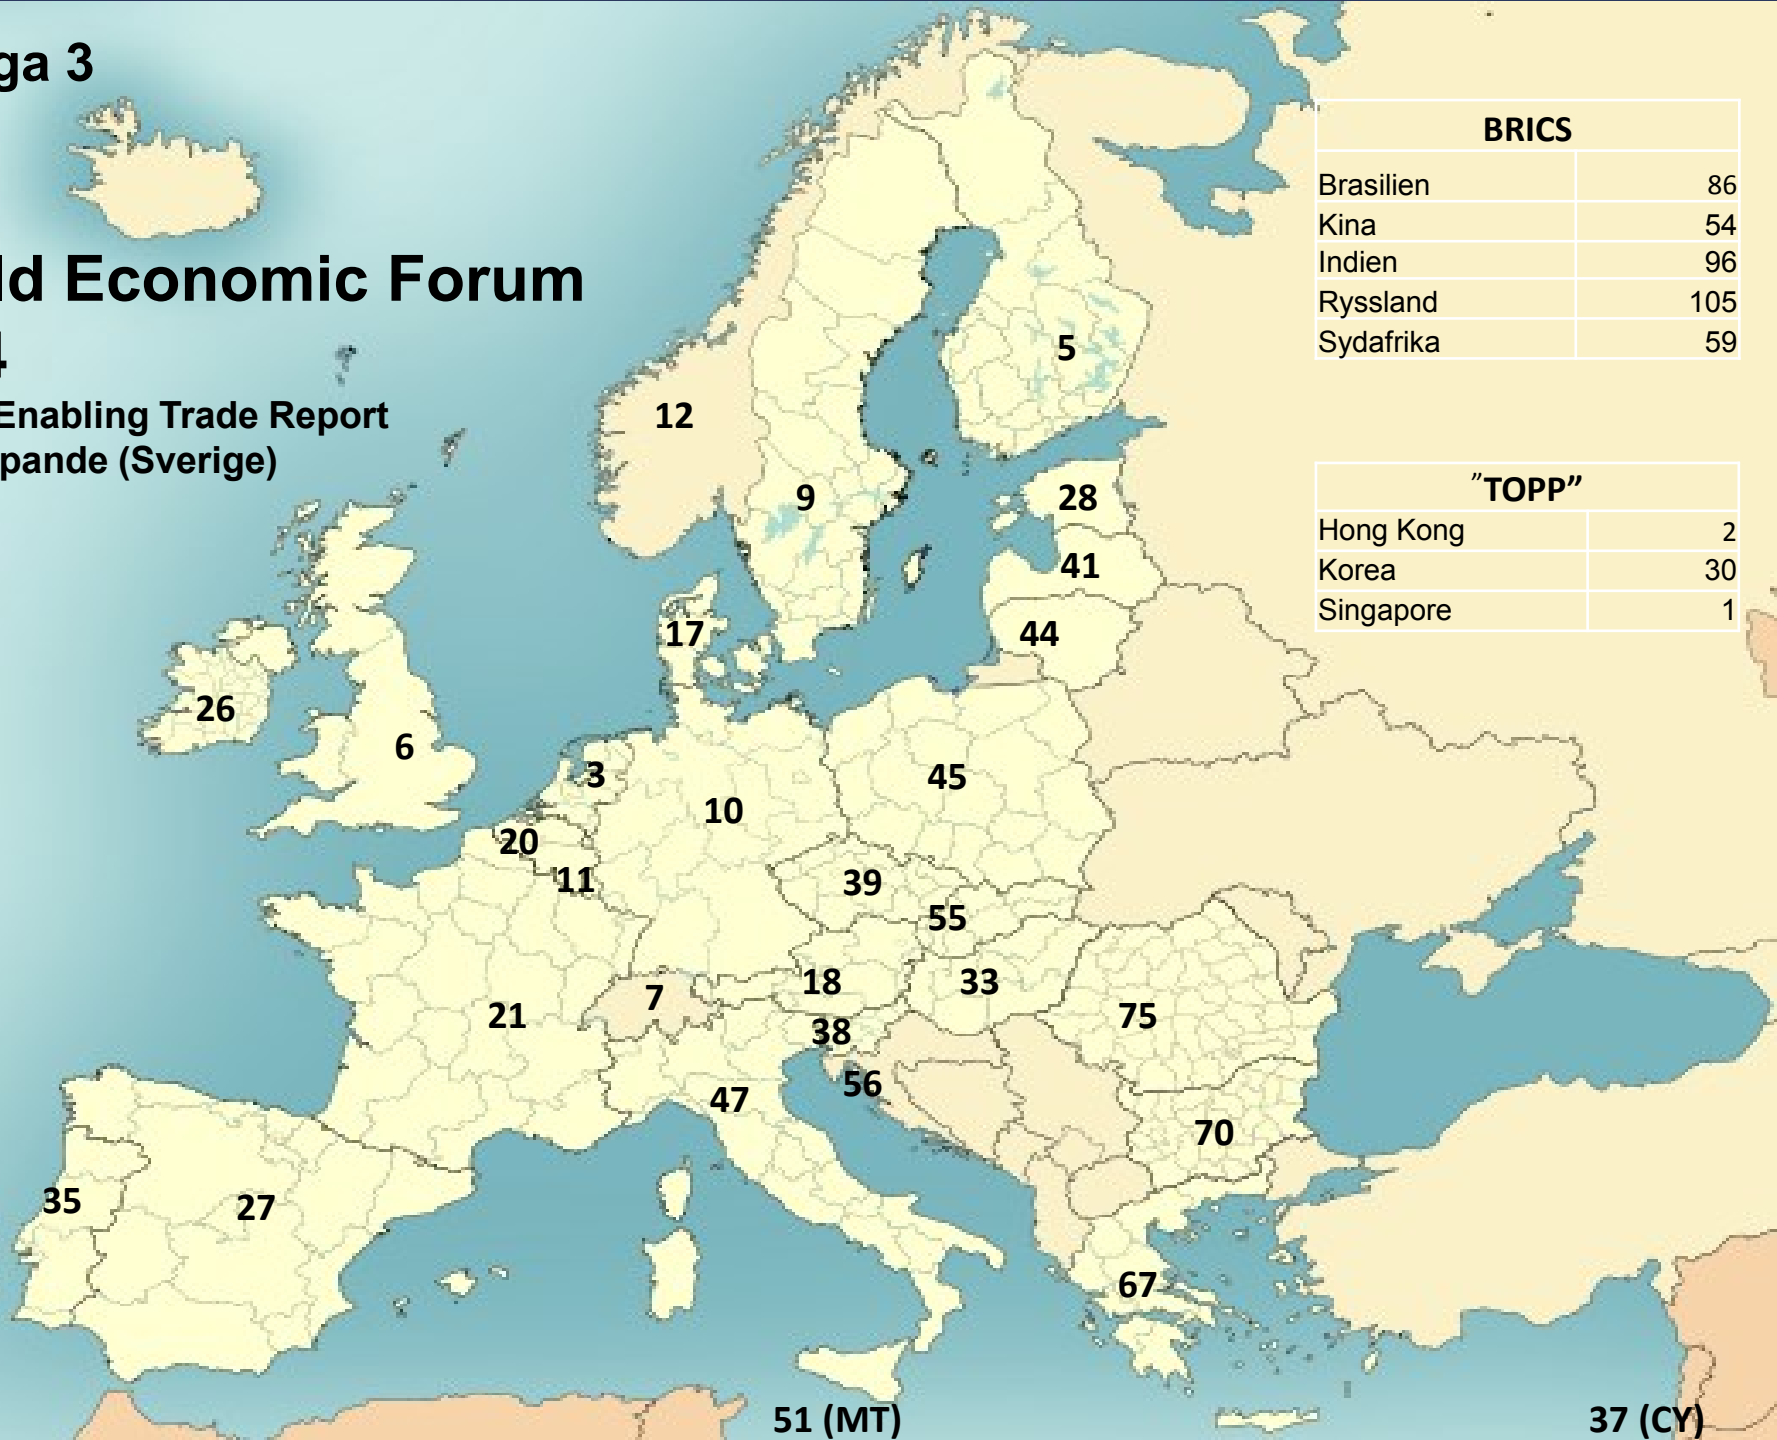 ga 3
ld Economic Forum
4
Enabling Trade Report
pande (Sverige)
BRICS
Brasilien 86
Kina 54
Indien 96
Ryssland 105
Sydafrika 59
”TOPP”
Hong Kong 2
Korea 30
Singapore 1
5
12
9
28
41
17
44
26
6
3
45
10
20
11
39
55
18
33
7
21
75
38
56
47
70
35
27
67
51 (MT)
37 (CY)